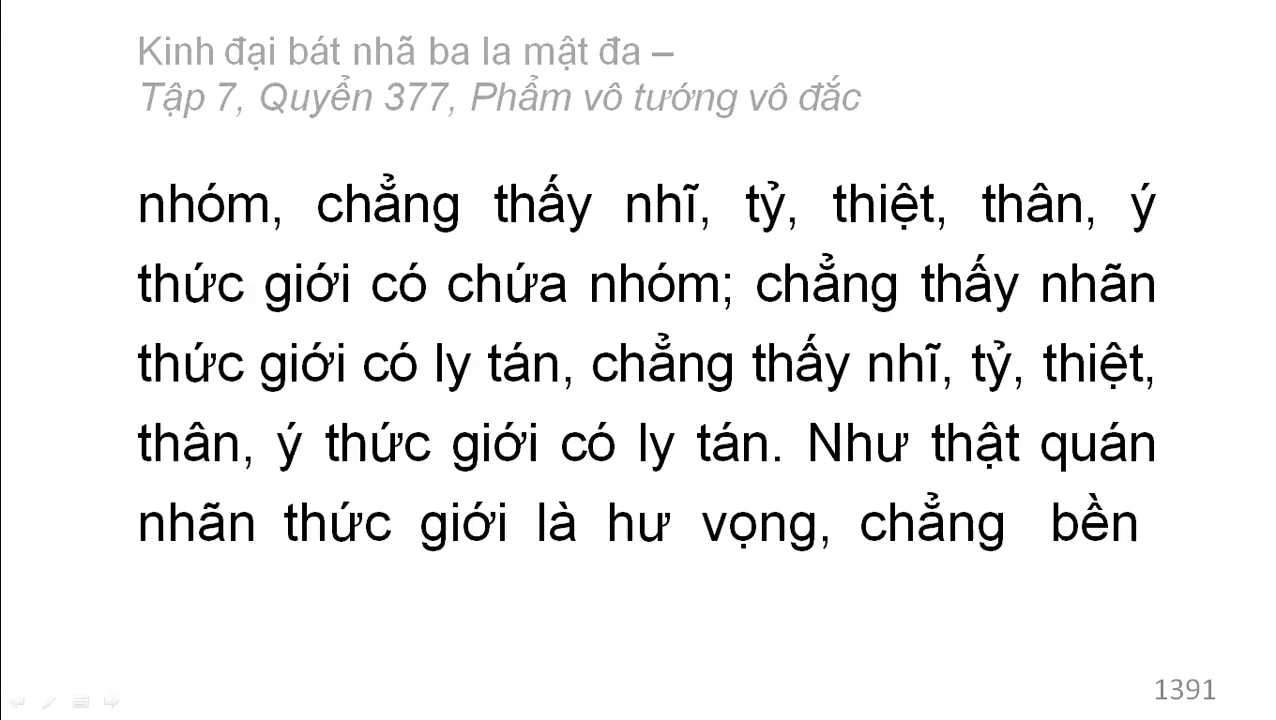 Kinh đại bát nhã ba la mật đa –
Tập 7, Quyển 377, Phẩm vô tướng vô đắc
nhóm, chẳng thấy nhĩ, tỷ, thiệt, thân, ý
thức giới có chứa nhóm; chẳng thấy nhãn
thức giới có ly tán, chẳng thấy nhĩ, tỷ, thiệt,
thân, ý thức giới có ly tán. Như thật quán
nhãn thức giới là hư vọng, chẳng bền
1391